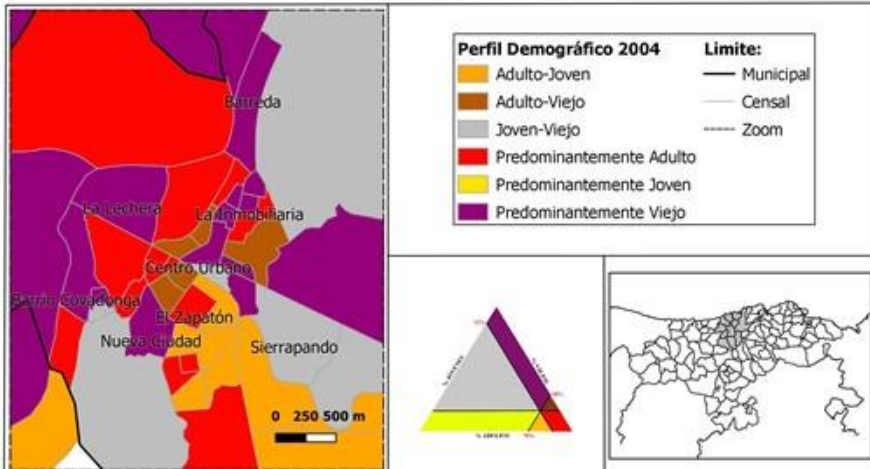 Barreda
La Lechera
La Inmobiliaria
Centro Urbano
Barrio Covadonga
El Zapatón
Nueva Ciudad
Sierrapando
0 250 500 m
Perfil Demográfico 2004
Adulto-Joven
Adulto-Viejo
Joven-Viejo
Predominantemente Adulto
Predominantemente Joven
Predominantemente Viejo
Limite:
Municipal
Censal
Zoom